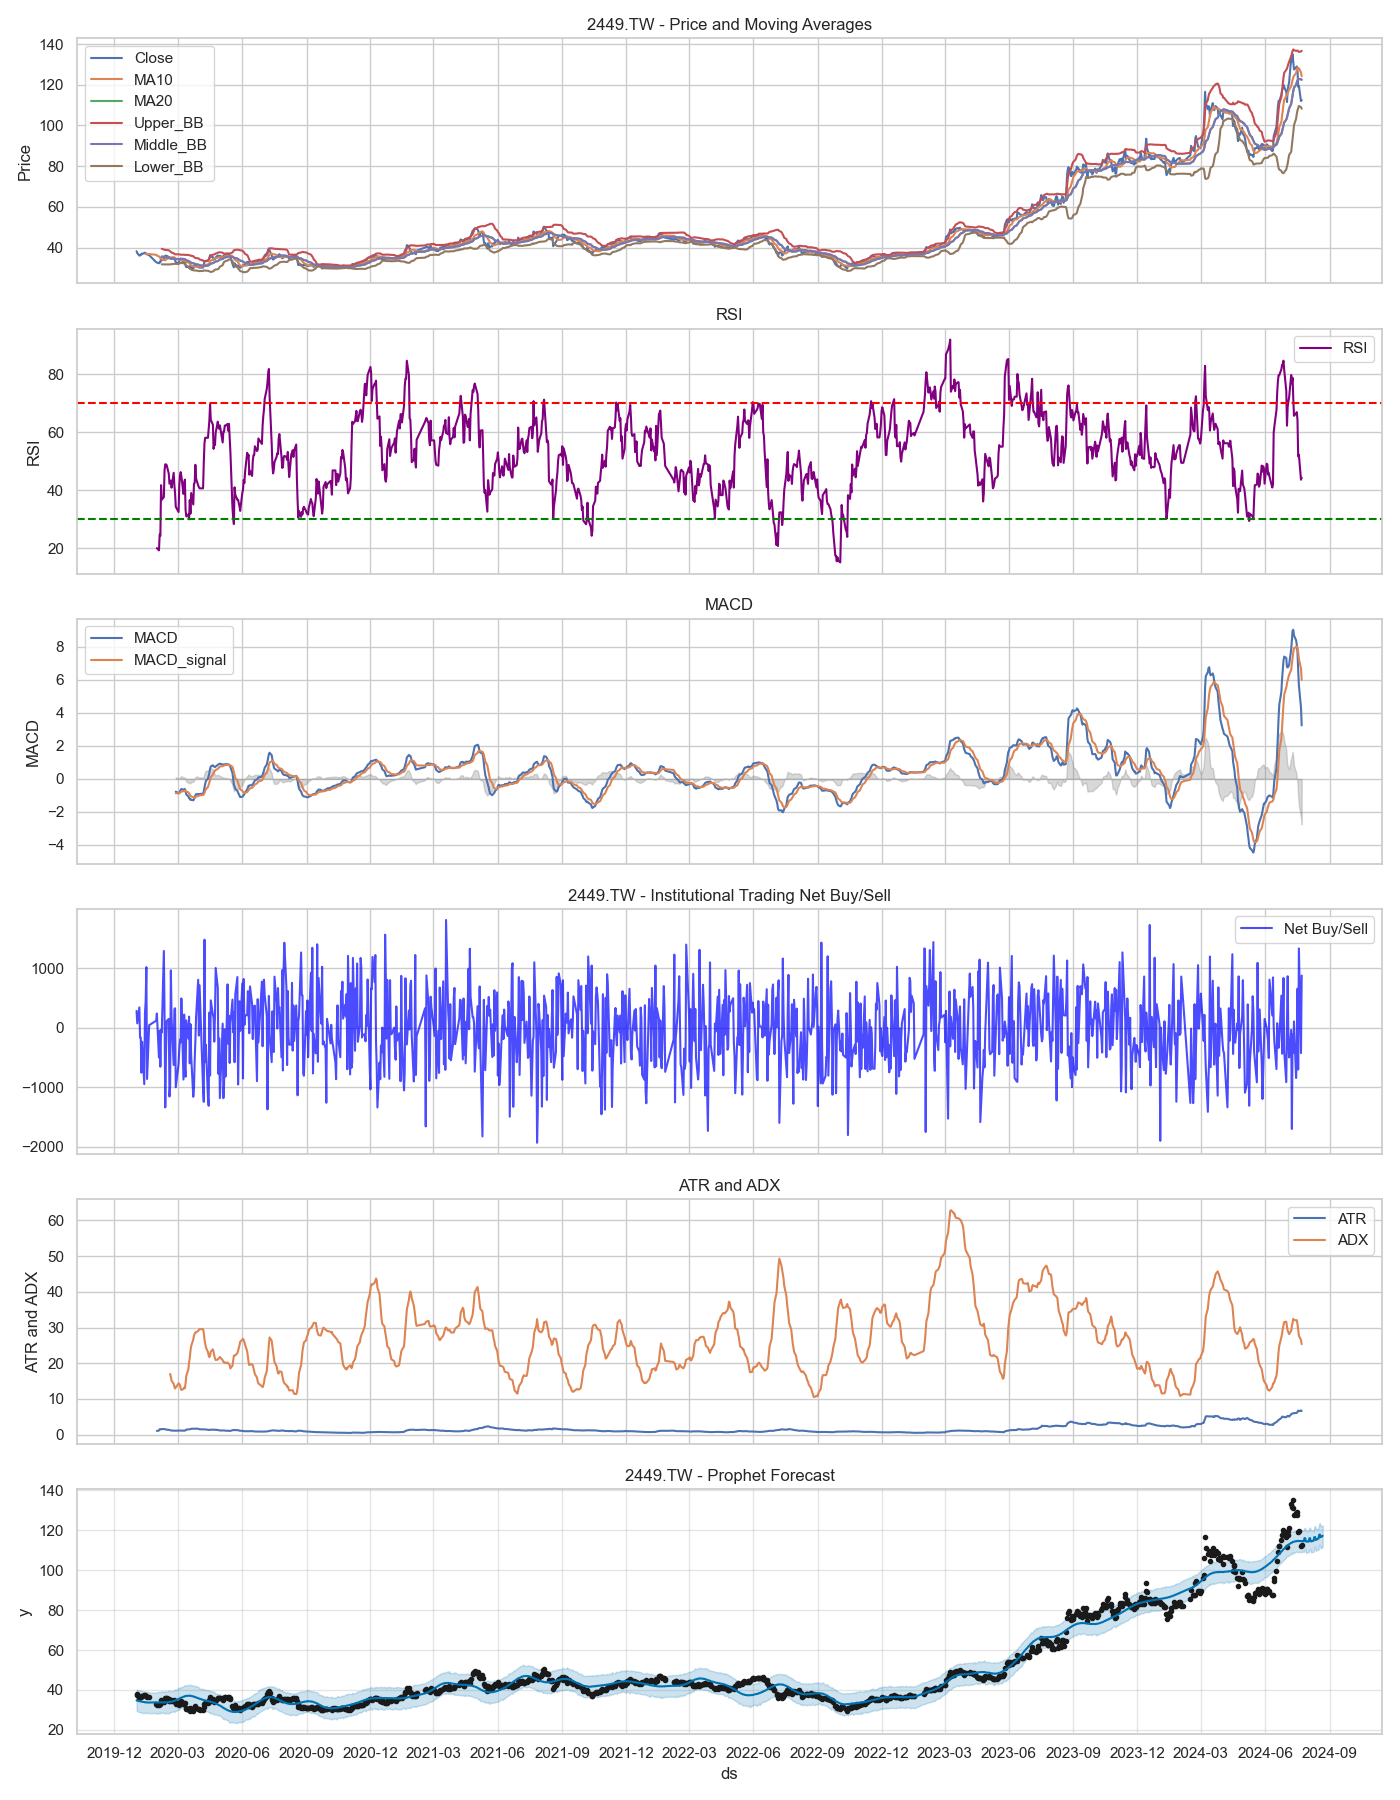 2449.TW - Price and Moving Averages
140
120
100
80
60
40
Price
Close
MA10
MA20
Upper_BB
Middle_BB
Lower_BB
RSI
80
60
40
20
RSI
RSI
MACD
8
6
4
2
0
−2
−4
MACD
MACD
MACD_signal
2449.TW - Institutional Trading Net Buy/Sell
1000
0
−1000
−2000
Net Buy/Sell
ATR and ADX
60
50
40
30
20
10
0
ATR and ADX
ATR
ADX
2449.TW - Prophet Forecast
140
120
100
80
60
40
20
y
2019-12 2020-03 2020-06 2020-09 2020-12 2021-03 2021-06 2021-09 2021-12 2022-03 2022-06 2022-09 2022-12 2023-03 2023-06 2023-09 2023-12 2024-03 2024-06 2024-09
ds